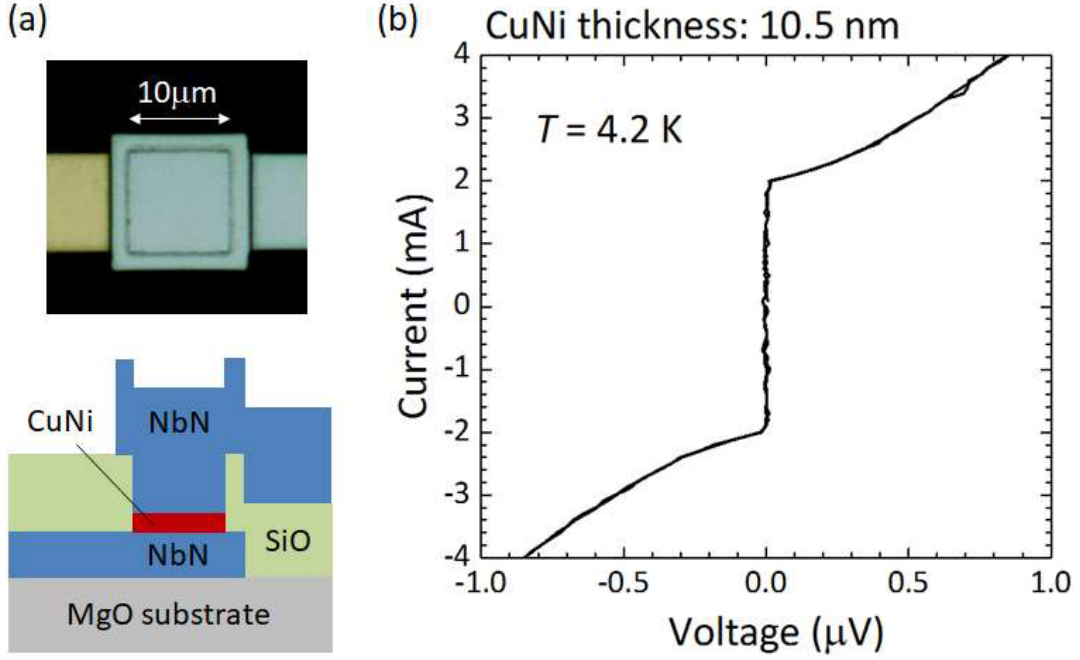 (a)
10μm
CuNi
NbN
NbN
SiO
MgO substrate
(b)
CuNi thickness: 10.5 nm
T = 4.2 K
Current (mA)
4
3
2
1
0
-1
-2
-3
-4
-1.0 -0.5 0.0 0.5 1.0
Voltage (μV)